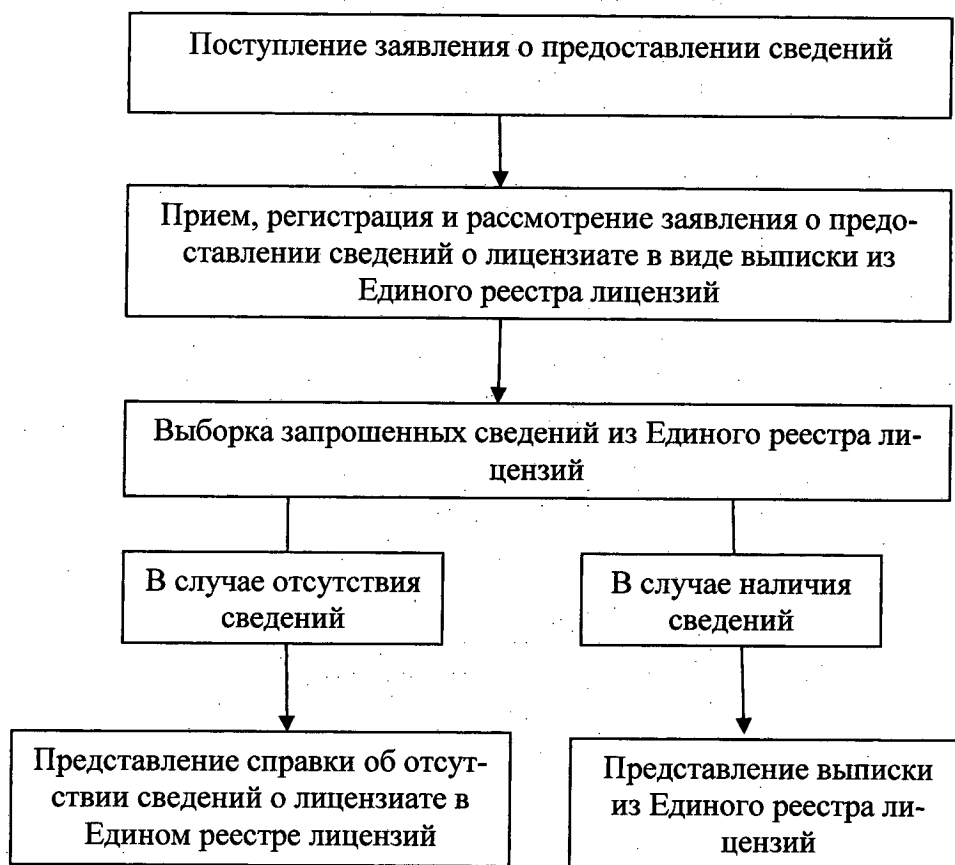 Поступление заявления о предоставлении сведений
Прием, регистрация и рассмотрение заявления о предо-
ставлении сведений о лицензиате в виде выписки из
Единого реестра лицензий
Выборка запрошенных сведений из Единого реестра ли-
цензий
В случае отсутствия
сведений
В случае наличия
сведений
Представление справки об отсут-
ствии сведений о лицензиате в
Едином реестре лицензий
Представление выписки
из Единого реестра ли-
цензий